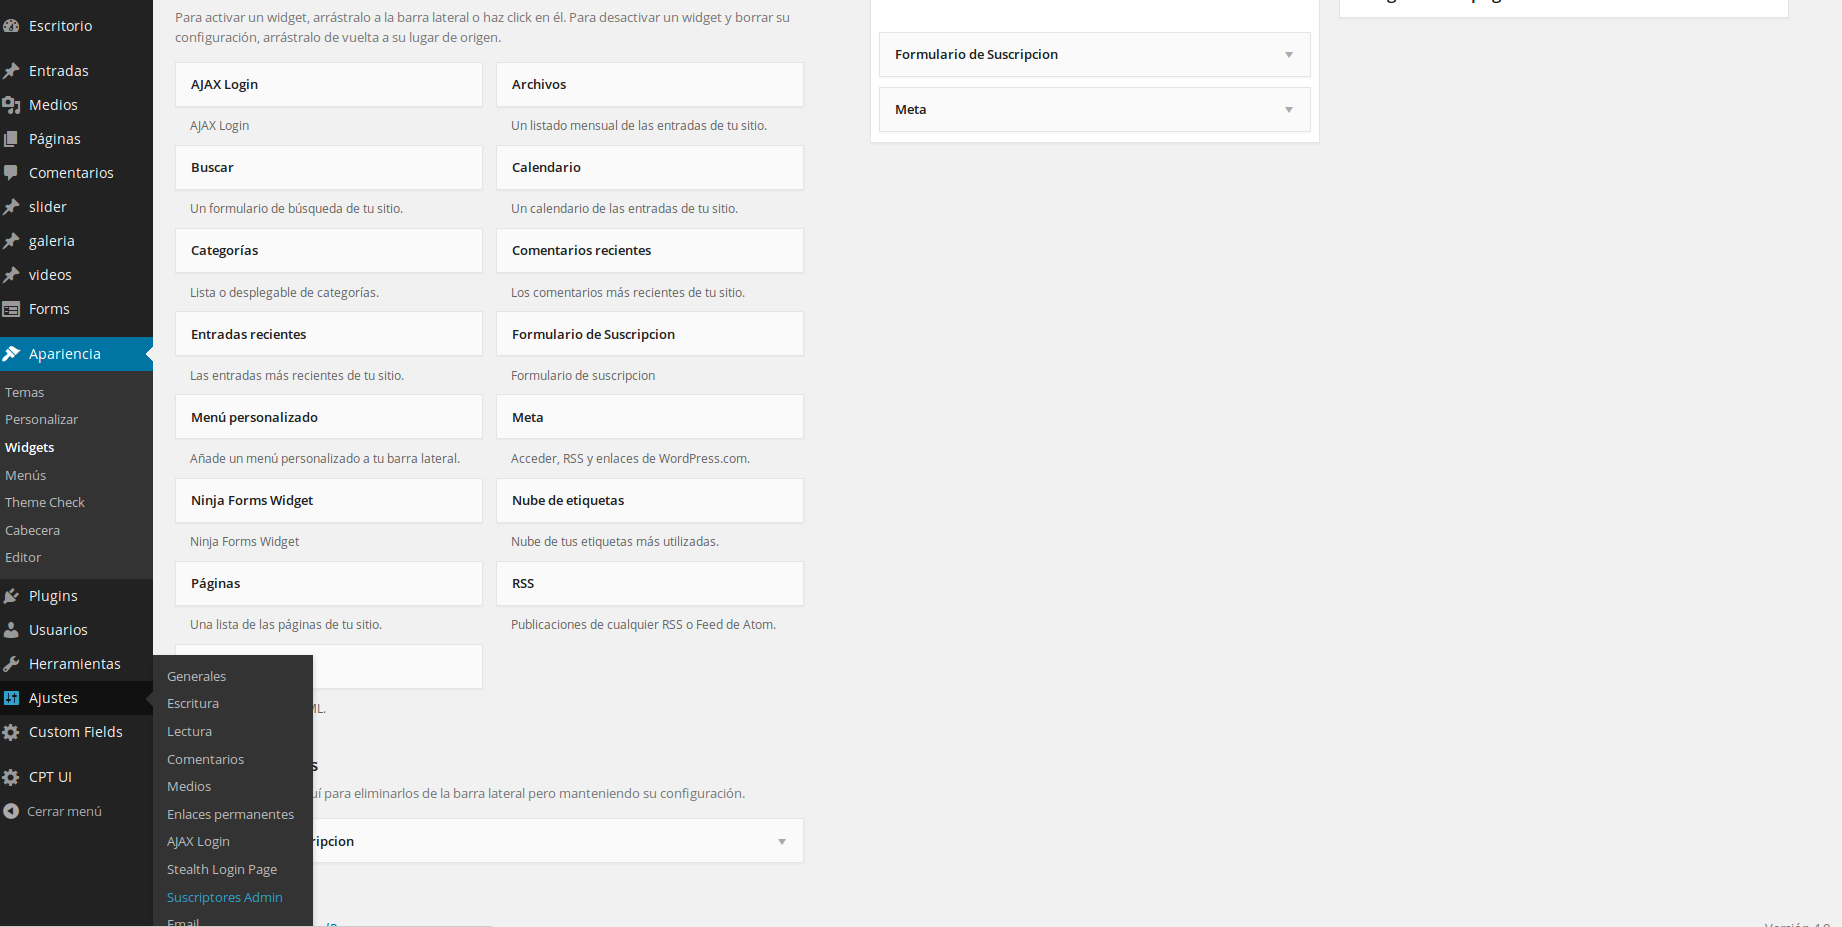 Escritorio
Entradas
Medios
Páginas
Comentarios
slider
galeria
videos
Forms
Apariencia
Temas
Personalizar
Widgets
Menús
Theme Check
Cabecera
Editor
Plugins
Usuarios
Herramientas
Ajustes
Custom Fields
CPT UI
Cerrar menú
Generales
Escritura
Lectura
Comentarios
Medios
Enlaces permanentes
AJAX Login
Stealth Login Page
Suscriptores Admin
Email
Para activar un widget, arrástralo a la barra lateral o haz click en él. Para desactivar un widget y borrar su
configuración, arrástralo de vuelta a su lugar de origen.
AJAX Login
AJAX Login
Archivos
Un listado mensual de las entradas de tu sitio.
Buscar
Un formulario de búsqueda de tu sitio.
Calendario
Un calendario de las entradas de tu sitio.
Categorías
Lista o desplegable de categorías.
Comentarios recientes
Los comentarios más recientes de tu sitio.
Entradas recientes
Las entradas más recientes de tu sitio.
Formulario de Suscripcion
Formulario de suscripcion
Menú personalizado
Añade un menú personalizado a tu barra lateral.
Meta
Acceder, RSS y enlaces de WordPress.com.
Ninja Forms Widget
Ninja Forms Widget
Nube de etiquetas
Nube de tus etiquetas más utilizadas.
Páginas
Una lista de las páginas de tu sitio.
RSS
Publicaciones de cualquier RSS o Feed de Atom.
ML.
s
uí para eliminarlos de la barra lateral pero manteniendo su configuración.
ripcion
Formulario de Suscripcion
Meta